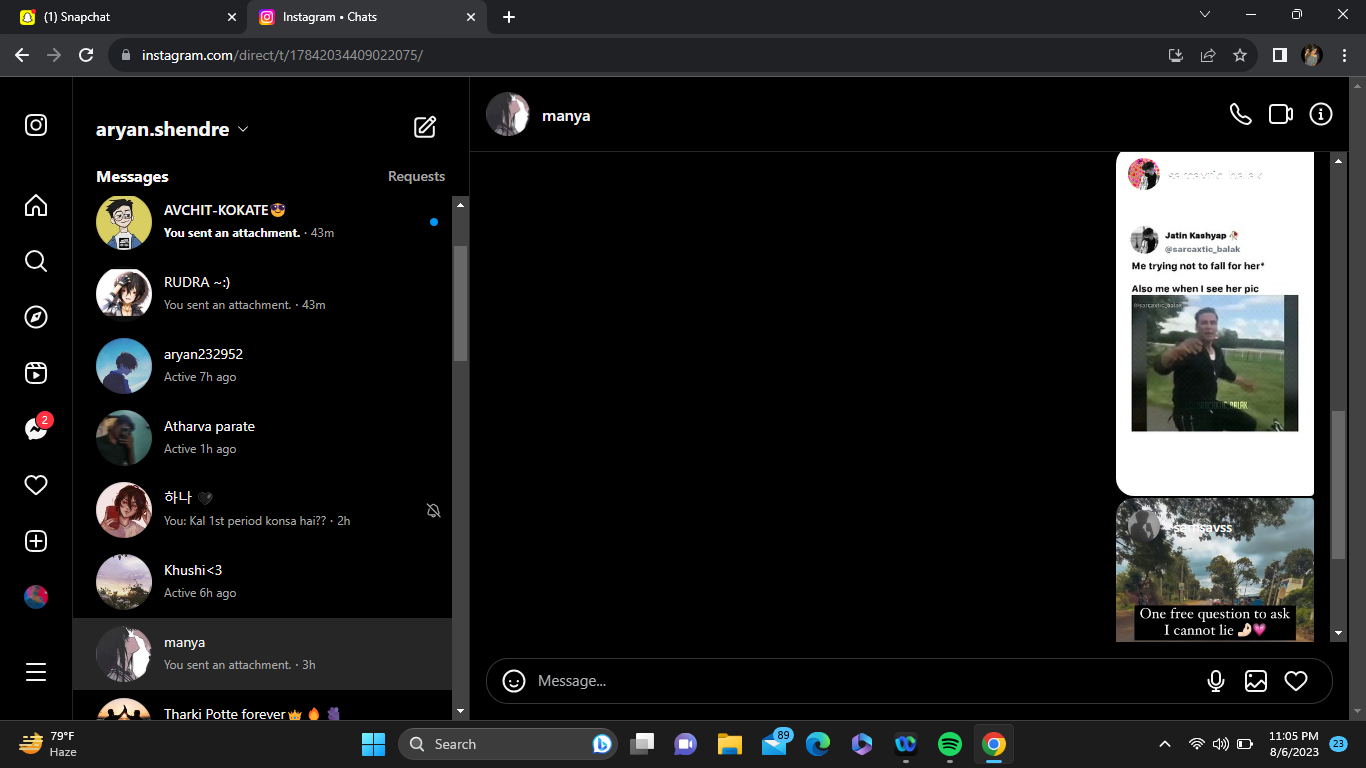 (1) Snapchat
Instagram • Chats
instagram.com/direct/t/17842034409022075/
aryan.shendre
Messages
Requests
AVCHIT-KOKATE😎
You sent an attachment. · 43m
RUDRA ~:)
You sent an attachment. · 43m
aryan232952
Active 7h ago
Atharva parate
Active 1h ago
2
하나 🖤
You: Kal 1st period konsa hai?? · 2h
Khushi<3
Active 6h ago
manya
You sent an attachment. · 3h
Tharki Potte forever👑🔥
manya
sarcaxtic_balak
Jatin Kashyap 🥀
@sarcaxtic_balak
Me trying not to fall for her*
Also me when I see her pic
@sarcaxtic_balak
One free question to ask
I cannot lie 🤌🏻💗
Message...
79°F
Haze
Search
89
11:05 PM
8/6/2023
23